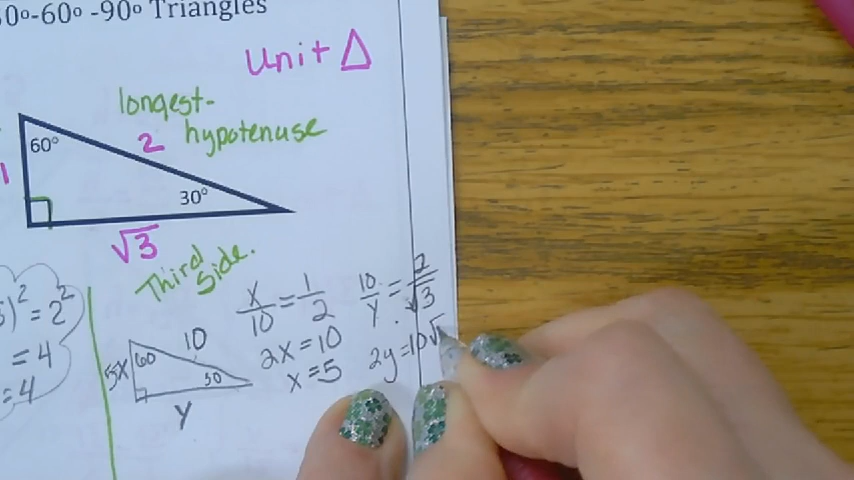 0°-60°-90° Triangles
Unit △
longest-
hypotenuse
60°
2
1
30°
√3
Third
Side.
)² = 2²
= 4
=4
10
60
30
5x
y
x/10 = 1/2
2x=10
x=5
10/y = 2/√3
2y=10√